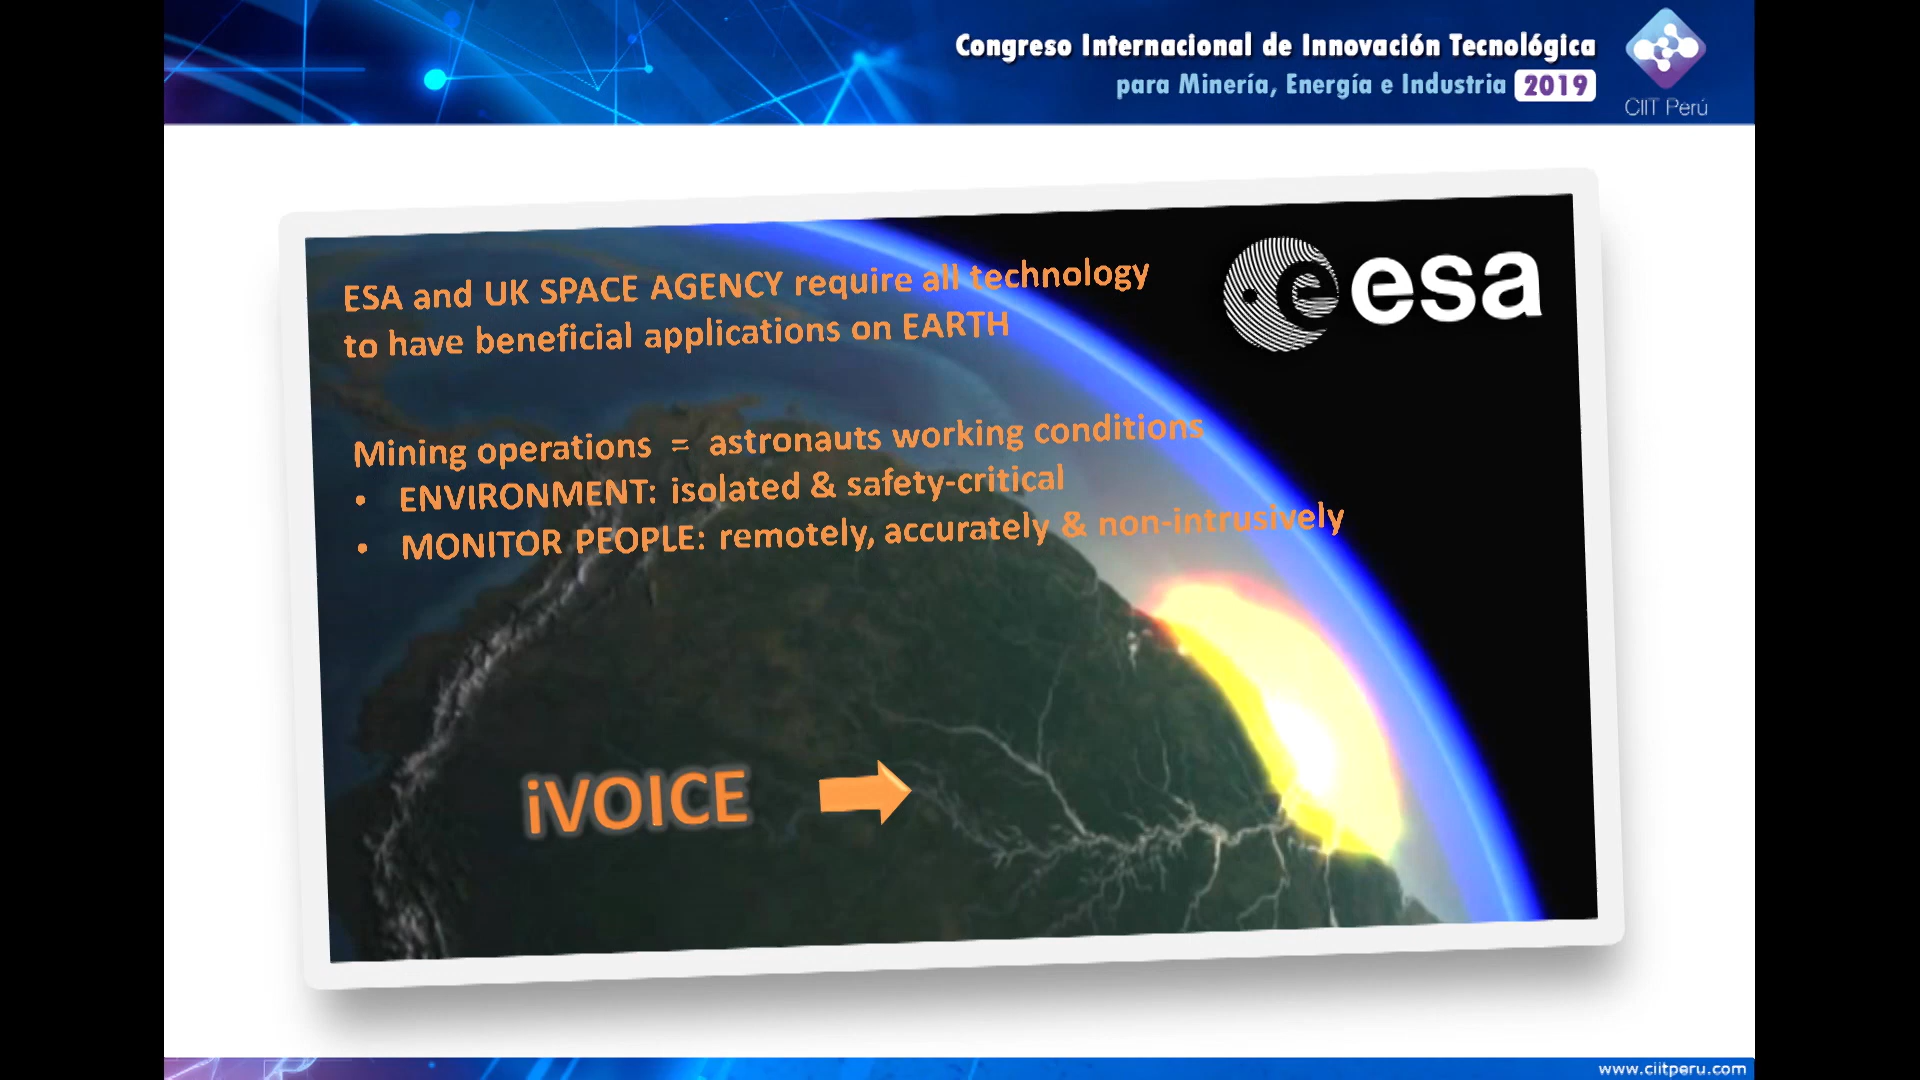 Congreso Internacional de Innovación Tecnológica
para Minería, Energía e Industria 2019
CIIT Perú
ESA and UK SPACE AGENCY require all technology
to have beneficial applications on EARTH
esa
Mining operations = astronauts working conditions
• ENVIRONMENT: isolated & safety-critical
• MONITOR PEOPLE: remotely, accurately & non-intrusively
iVOICE
www.ciitperu.com